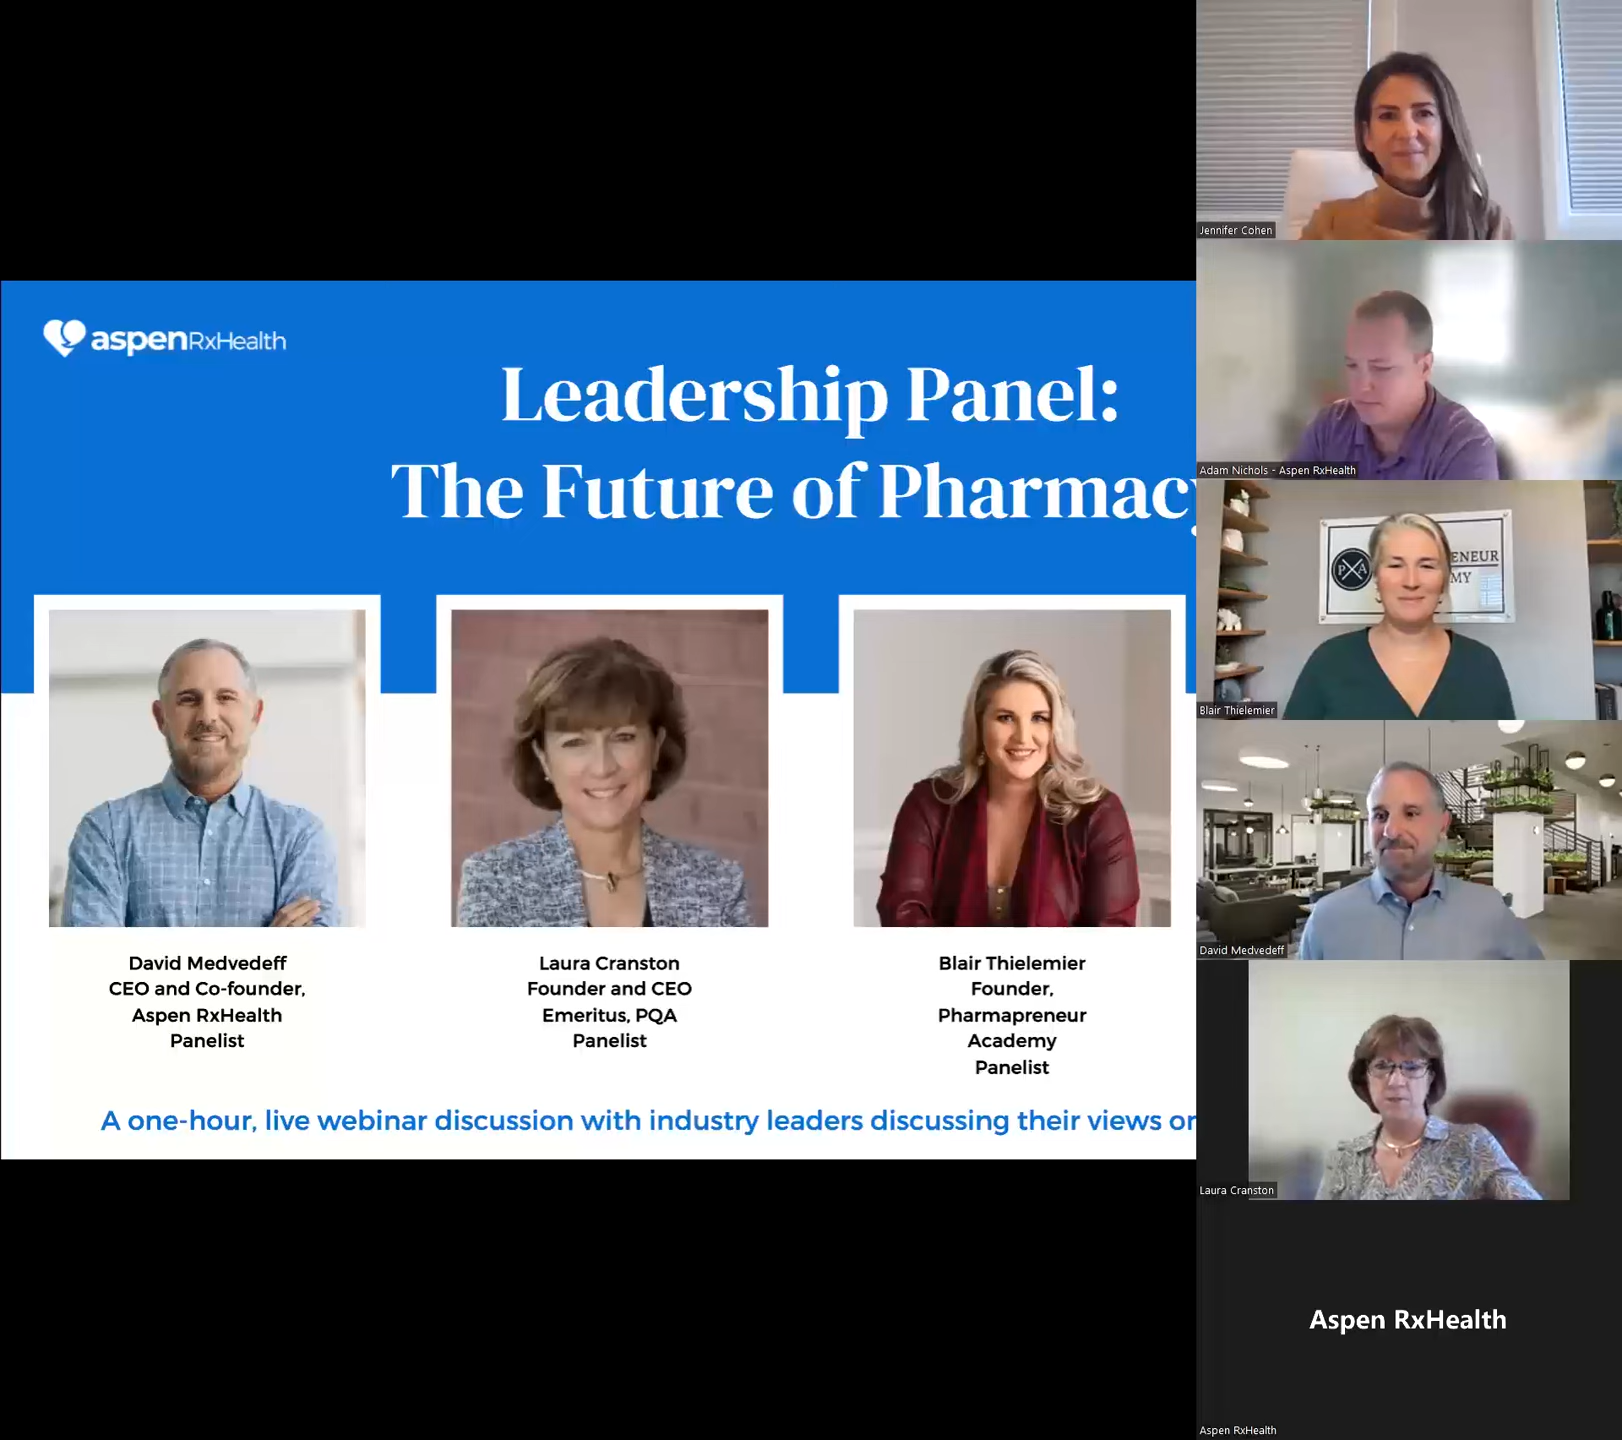 aspenRxHealth
Leadership Panel:
The Future of Pharmacy
David Medvedeff
CEO and Co-founder,
Aspen RxHealth
Panelist
Laura Cranston
Founder and CEO
Emeritus, PQA
Panelist
Blair Thielemier
Founder,
Pharmapreneur
Academy
Panelist
A one-hour, live webinar discussion with industry leaders discussing their views on
Jennifer Cohen
Adam Nichols - Aspen RxHealth
P A
ENEUR
MY
Blair Thielemier
David Medvedeff
Laura Cranston
Aspen RxHealth
Aspen RxHealth